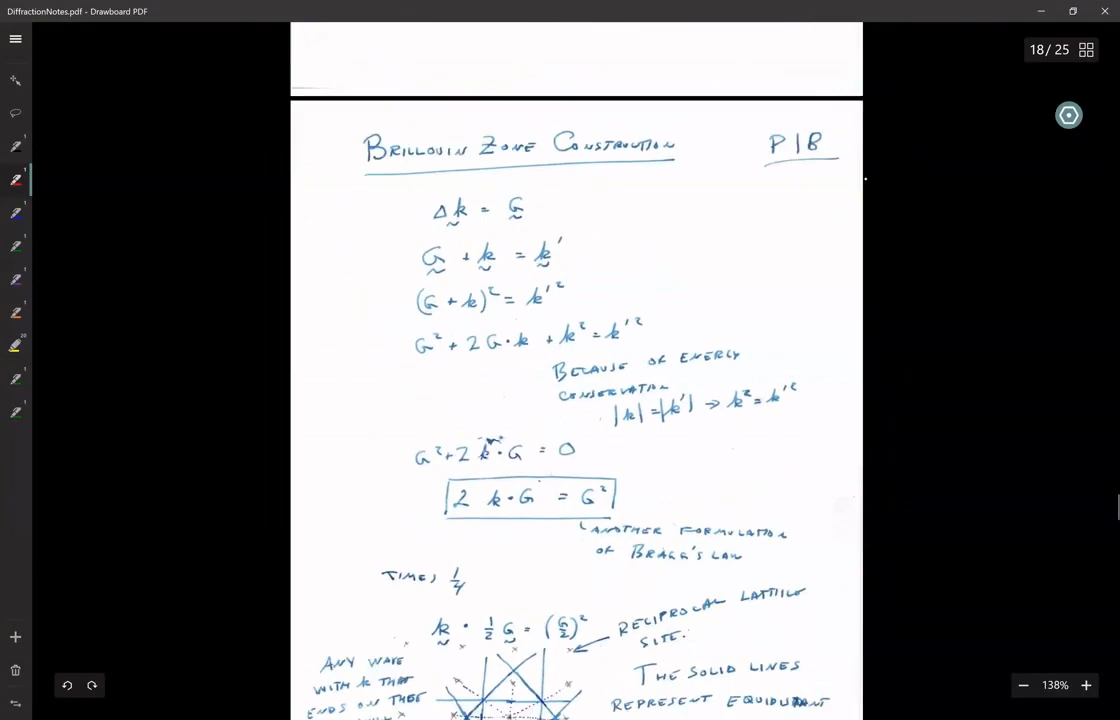 DiffractionNotes.pdf - Drawboard PDF
18/25
BRILLOUIN ZONE CONSTRUCTION
P18
Δk = G
G + k = k'
(G + k)² = k'²
G² + 2G·k + k² = k'²
BECAUSE OF ENERGY
CONSERVATION
|k| = |k'| → k² = k'²
G² + 2 k·G = 0
2 k·G = G²
ANOTHER FORMULATION
OF BRAGG'S LAW
TIMES 1/4
k · 1/2 G = (G/2)²
RECIPROCAL LATTICE
SITE.
ANY WAVE
WITH k THAT
ENDS ON THE
THE SOLID LINES
REPRESENT EQUIDISTANT
138%